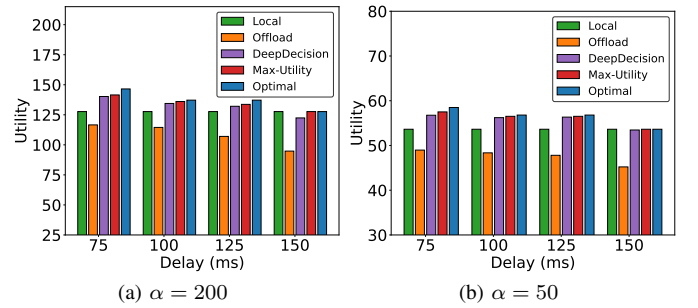 200
175
150
125
100
75
50
25
Utility
75 100 125 150
Delay (ms)
Local
Offload
DeepDecision
Max-Utility
Optimal
(a) α = 200
80
70
60
50
40
30
Utility
75 100 125 150
Delay (ms)
Local
Offload
DeepDecision
Max-Utility
Optimal
(b) α = 50